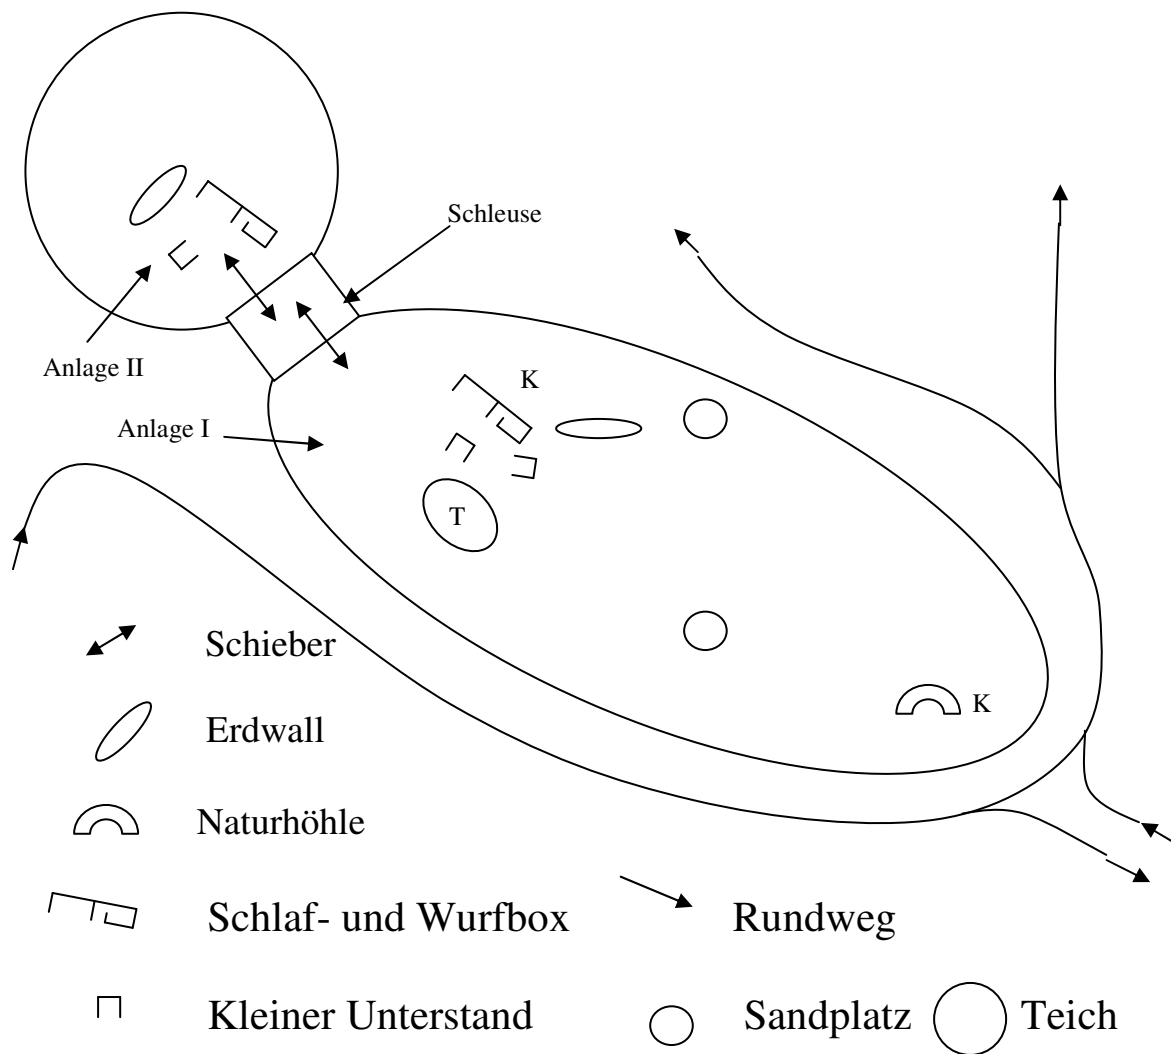 Schleuse
Anlage II
K
Anlage I
T
Schieber
Erdwall
K
Naturhöhle
Schlaf- und Wurfbox
Rundweg
Kleiner Unterstand
Sandplatz
Teich